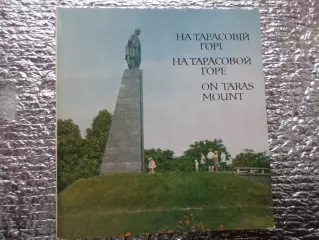 НА ТАРАСОВІЙ
ГОРІ
НА ТАРАСОВОЙ
ГОРЕ
ON TARAS
MOUNT